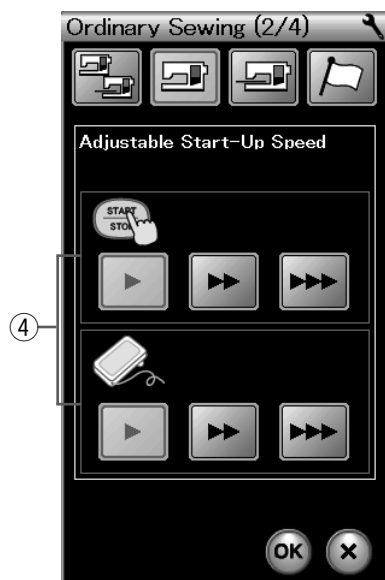 Ordinary Sewing (2/4)
Adjustable Start-Up Speed
START
STOP
④
OK